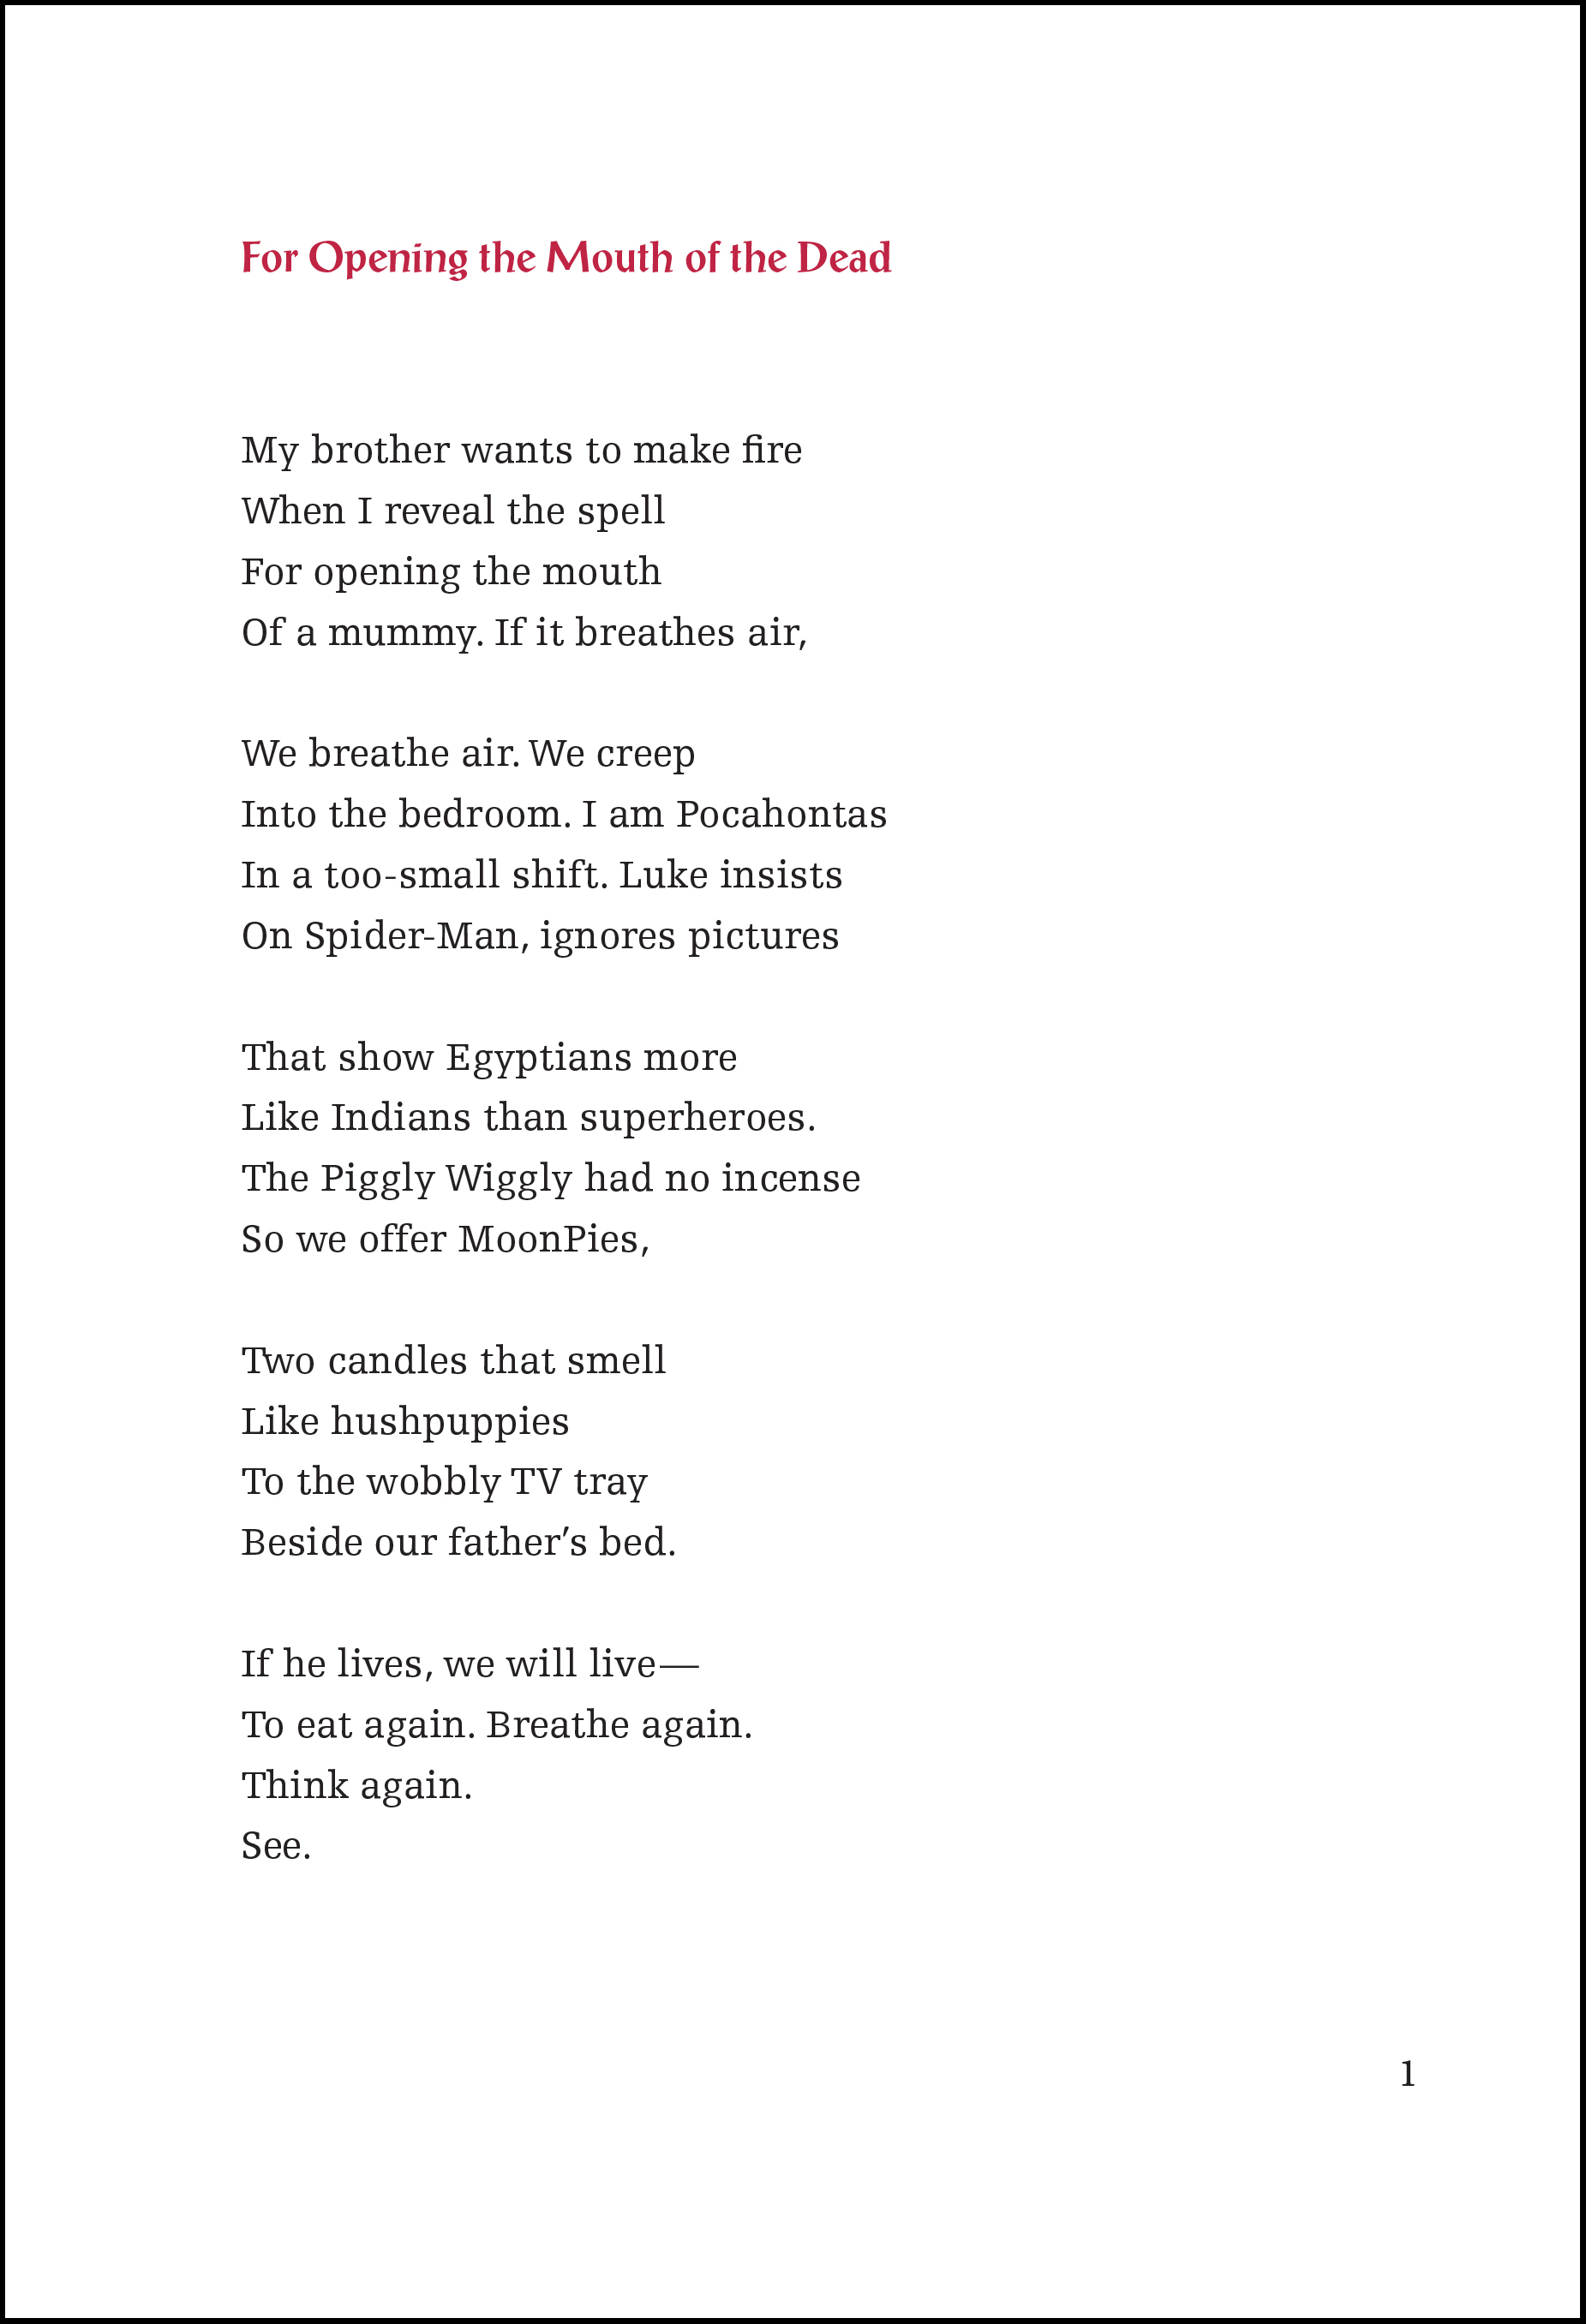 For Opening the Mouth of the Dead
My brother wants to make fire
When I reveal the spell
For opening the mouth
Of a mummy. If it breathes air,
We breathe air. We creep
Into the bedroom. I am Pocahontas
In a too-small shift. Luke insists
On Spider-Man, ignores pictures
That show Egyptians more
Like Indians than superheroes.
The Piggly Wiggly had no incense
So we offer MoonPies,
Two candles that smell
Like hushpuppies
To the wobbly TV tray
Beside our father’s bed.
If he lives, we will live—
To eat again. Breathe again.
Think again.
See.
1